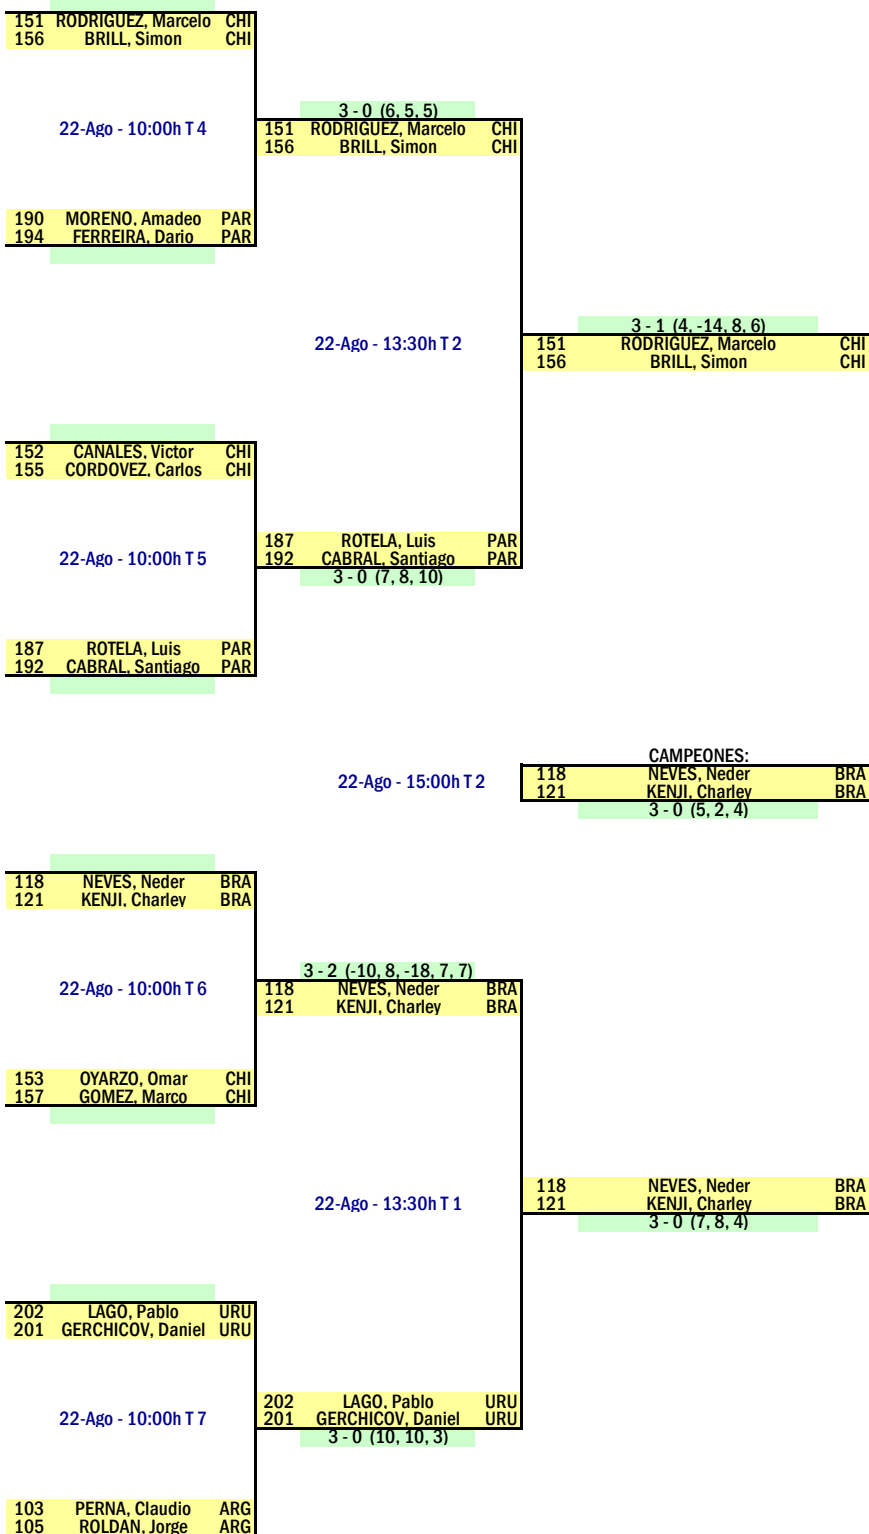 151 RODRIGUEZ, Marcelo CHI
156 BRILL, Simon CHI
22-Ago - 10:00h T 4
3 - 0 (6, 5, 5)
151 RODRIGUEZ, Marcelo CHI
156 BRILL, Simon CHI
190 MORENO, Amadeo PAR
194 FERREIRA, Dario PAR
22-Ago - 13:30h T 2
3 - 1 (4, -14, 8, 6)
151 RODRIGUEZ, Marcelo CHI
156 BRILL, Simon CHI
152 CANALES, Victor CHI
155 CORDOVEZ, Carlos CHI
22-Ago - 10:00h T 5
187 ROTELA, Luis PAR
192 CABRAL, Santiago PAR
3 - 0 (7, 8, 10)
187 ROTELA, Luis PAR
192 CABRAL, Santiago PAR
22-Ago - 15:00h T 2
CAMPEONES:
118 NEVES, Neder BRA
121 KENJI, Charley BRA
3 - 0 (5, 2, 4)
118 NEVES, Neder BRA
121 KENJI, Charley BRA
22-Ago - 10:00h T 6
3 - 2 (-10, 8, -18, 7, 7)
118 NEVES, Neder BRA
121 KENJI, Charley BRA
153 OYARZO, Omar CHI
157 GOMEZ, Marco CHI
22-Ago - 13:30h T 1
118 NEVES, Neder BRA
121 KENJI, Charley BRA
3 - 0 (7, 8, 4)
202 LAGO, Pablo URU
201 GERCHICOV, Daniel URU
22-Ago - 10:00h T 7
202 LAGO, Pablo URU
201 GERCHICOV, Daniel URU
3 - 0 (10, 10, 3)
103 PERNA, Claudio ARG
105 ROLDAN, Jorge ARG